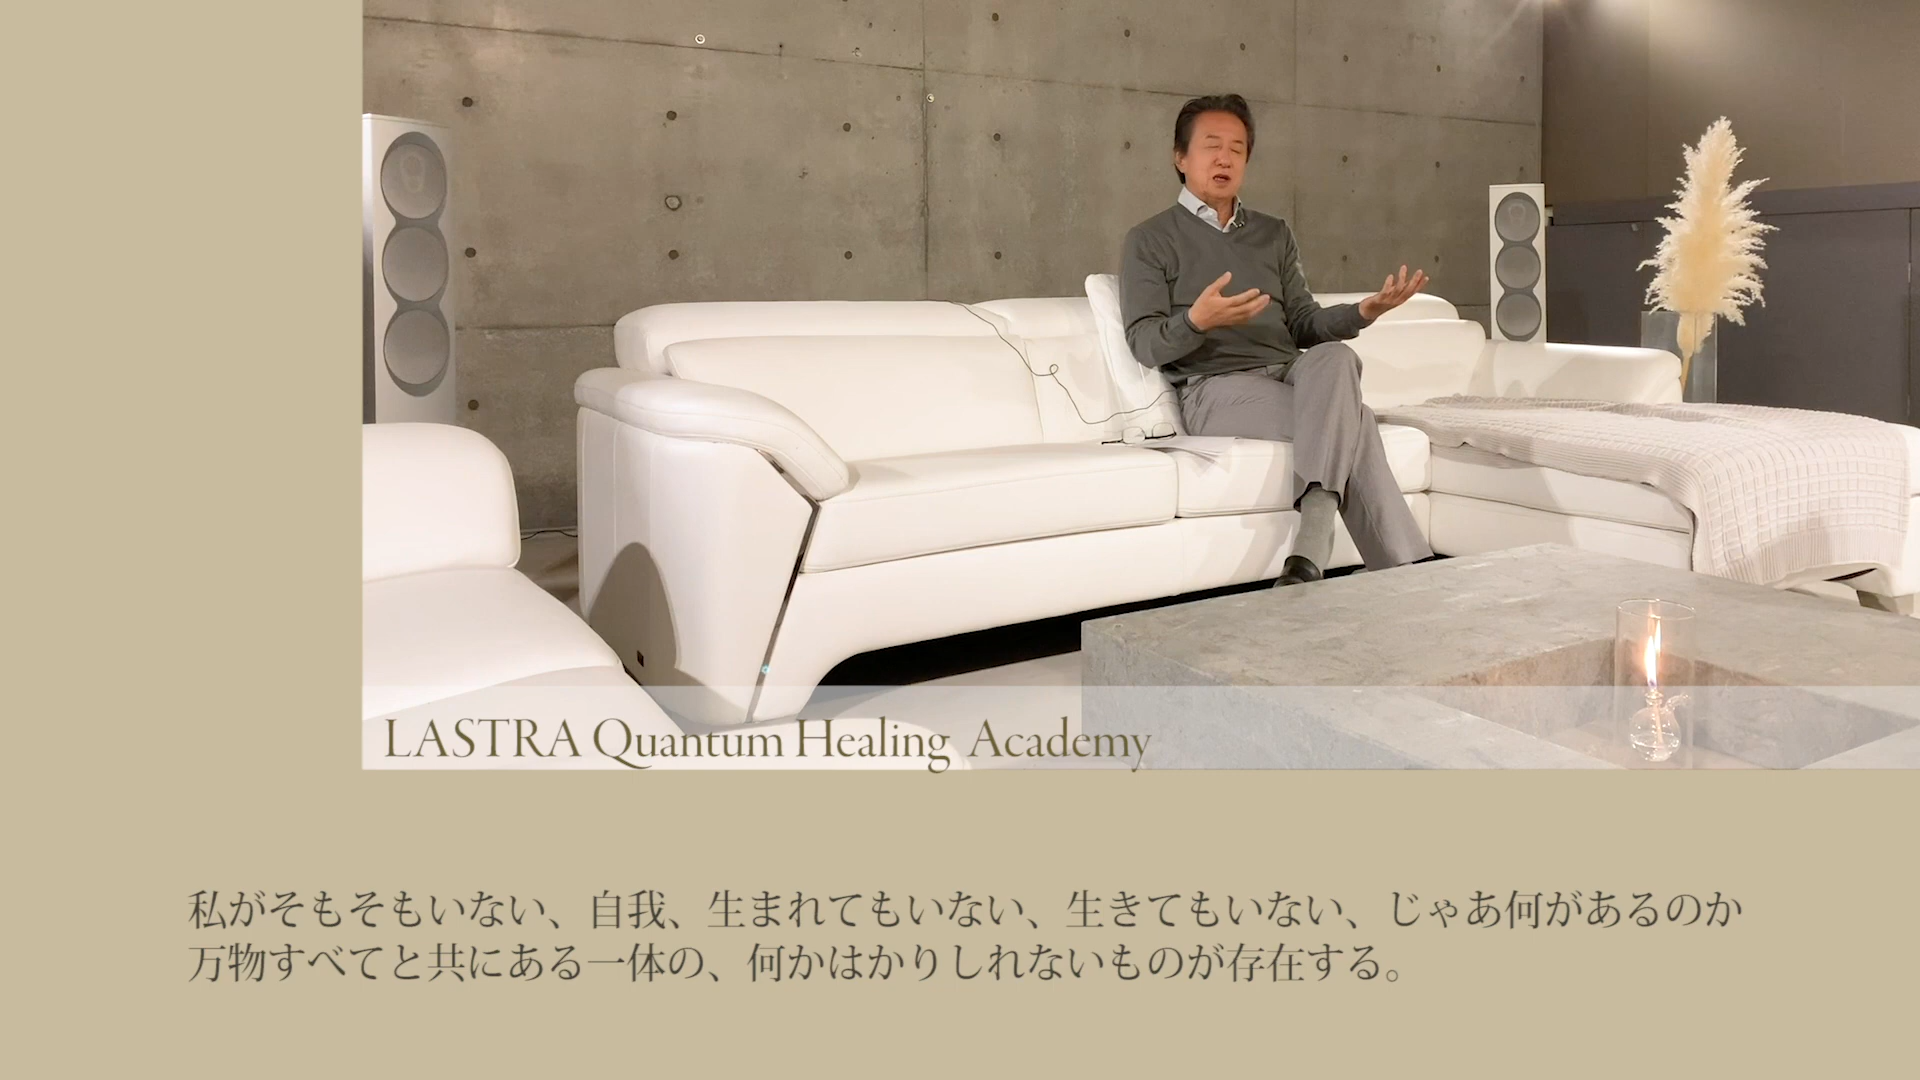 LASTRA Quantum Healing Academy
私がそもそもいない、自我、生まれてもいない、生きてもいない、じゃあ何があるのか
万物すべてと共にある一体の、何かはかりしれないものが存在する。